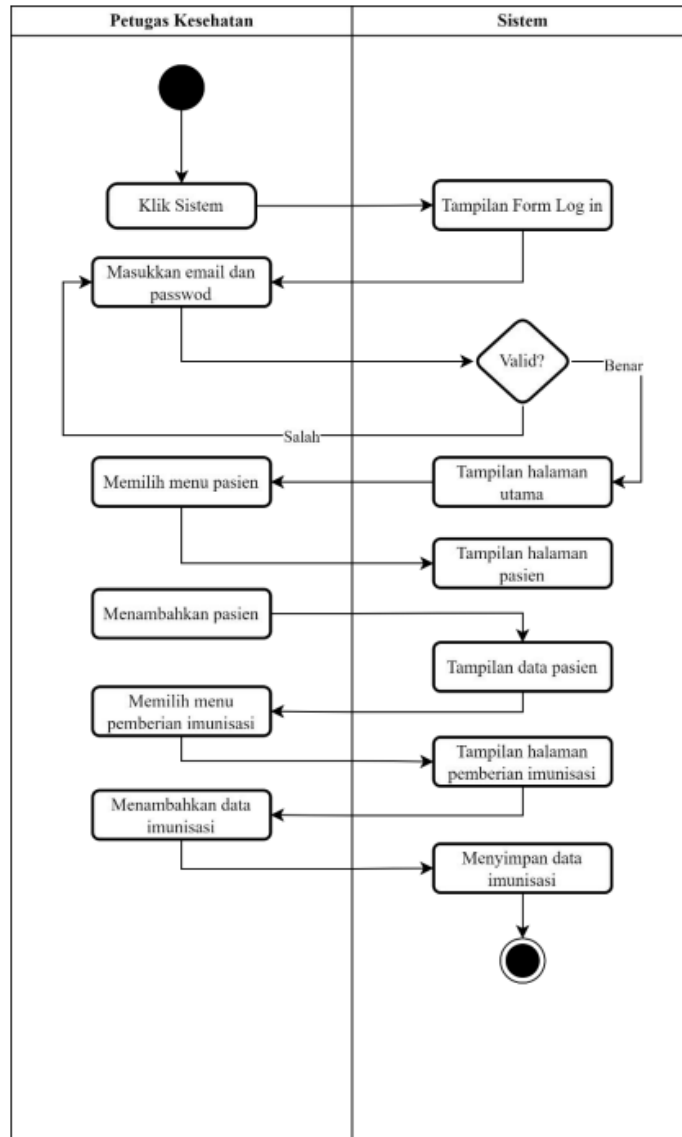 Petugas Kesehatan
Sistem
Klik Sistem
Tampilan Form Log in
Masukkan email dan
passwod
Valid?
Benar
Salah
Memilih menu pasien
Tampilan halaman
utama
Tampilan halaman
pasien
Menambahkan pasien
Tampilan data pasien
Memilih menu
pemberian imunisasi
Tampilan halaman
pemberian imunisasi
Menambahkan data
imunisasi
Menyimpan data
imunisasi